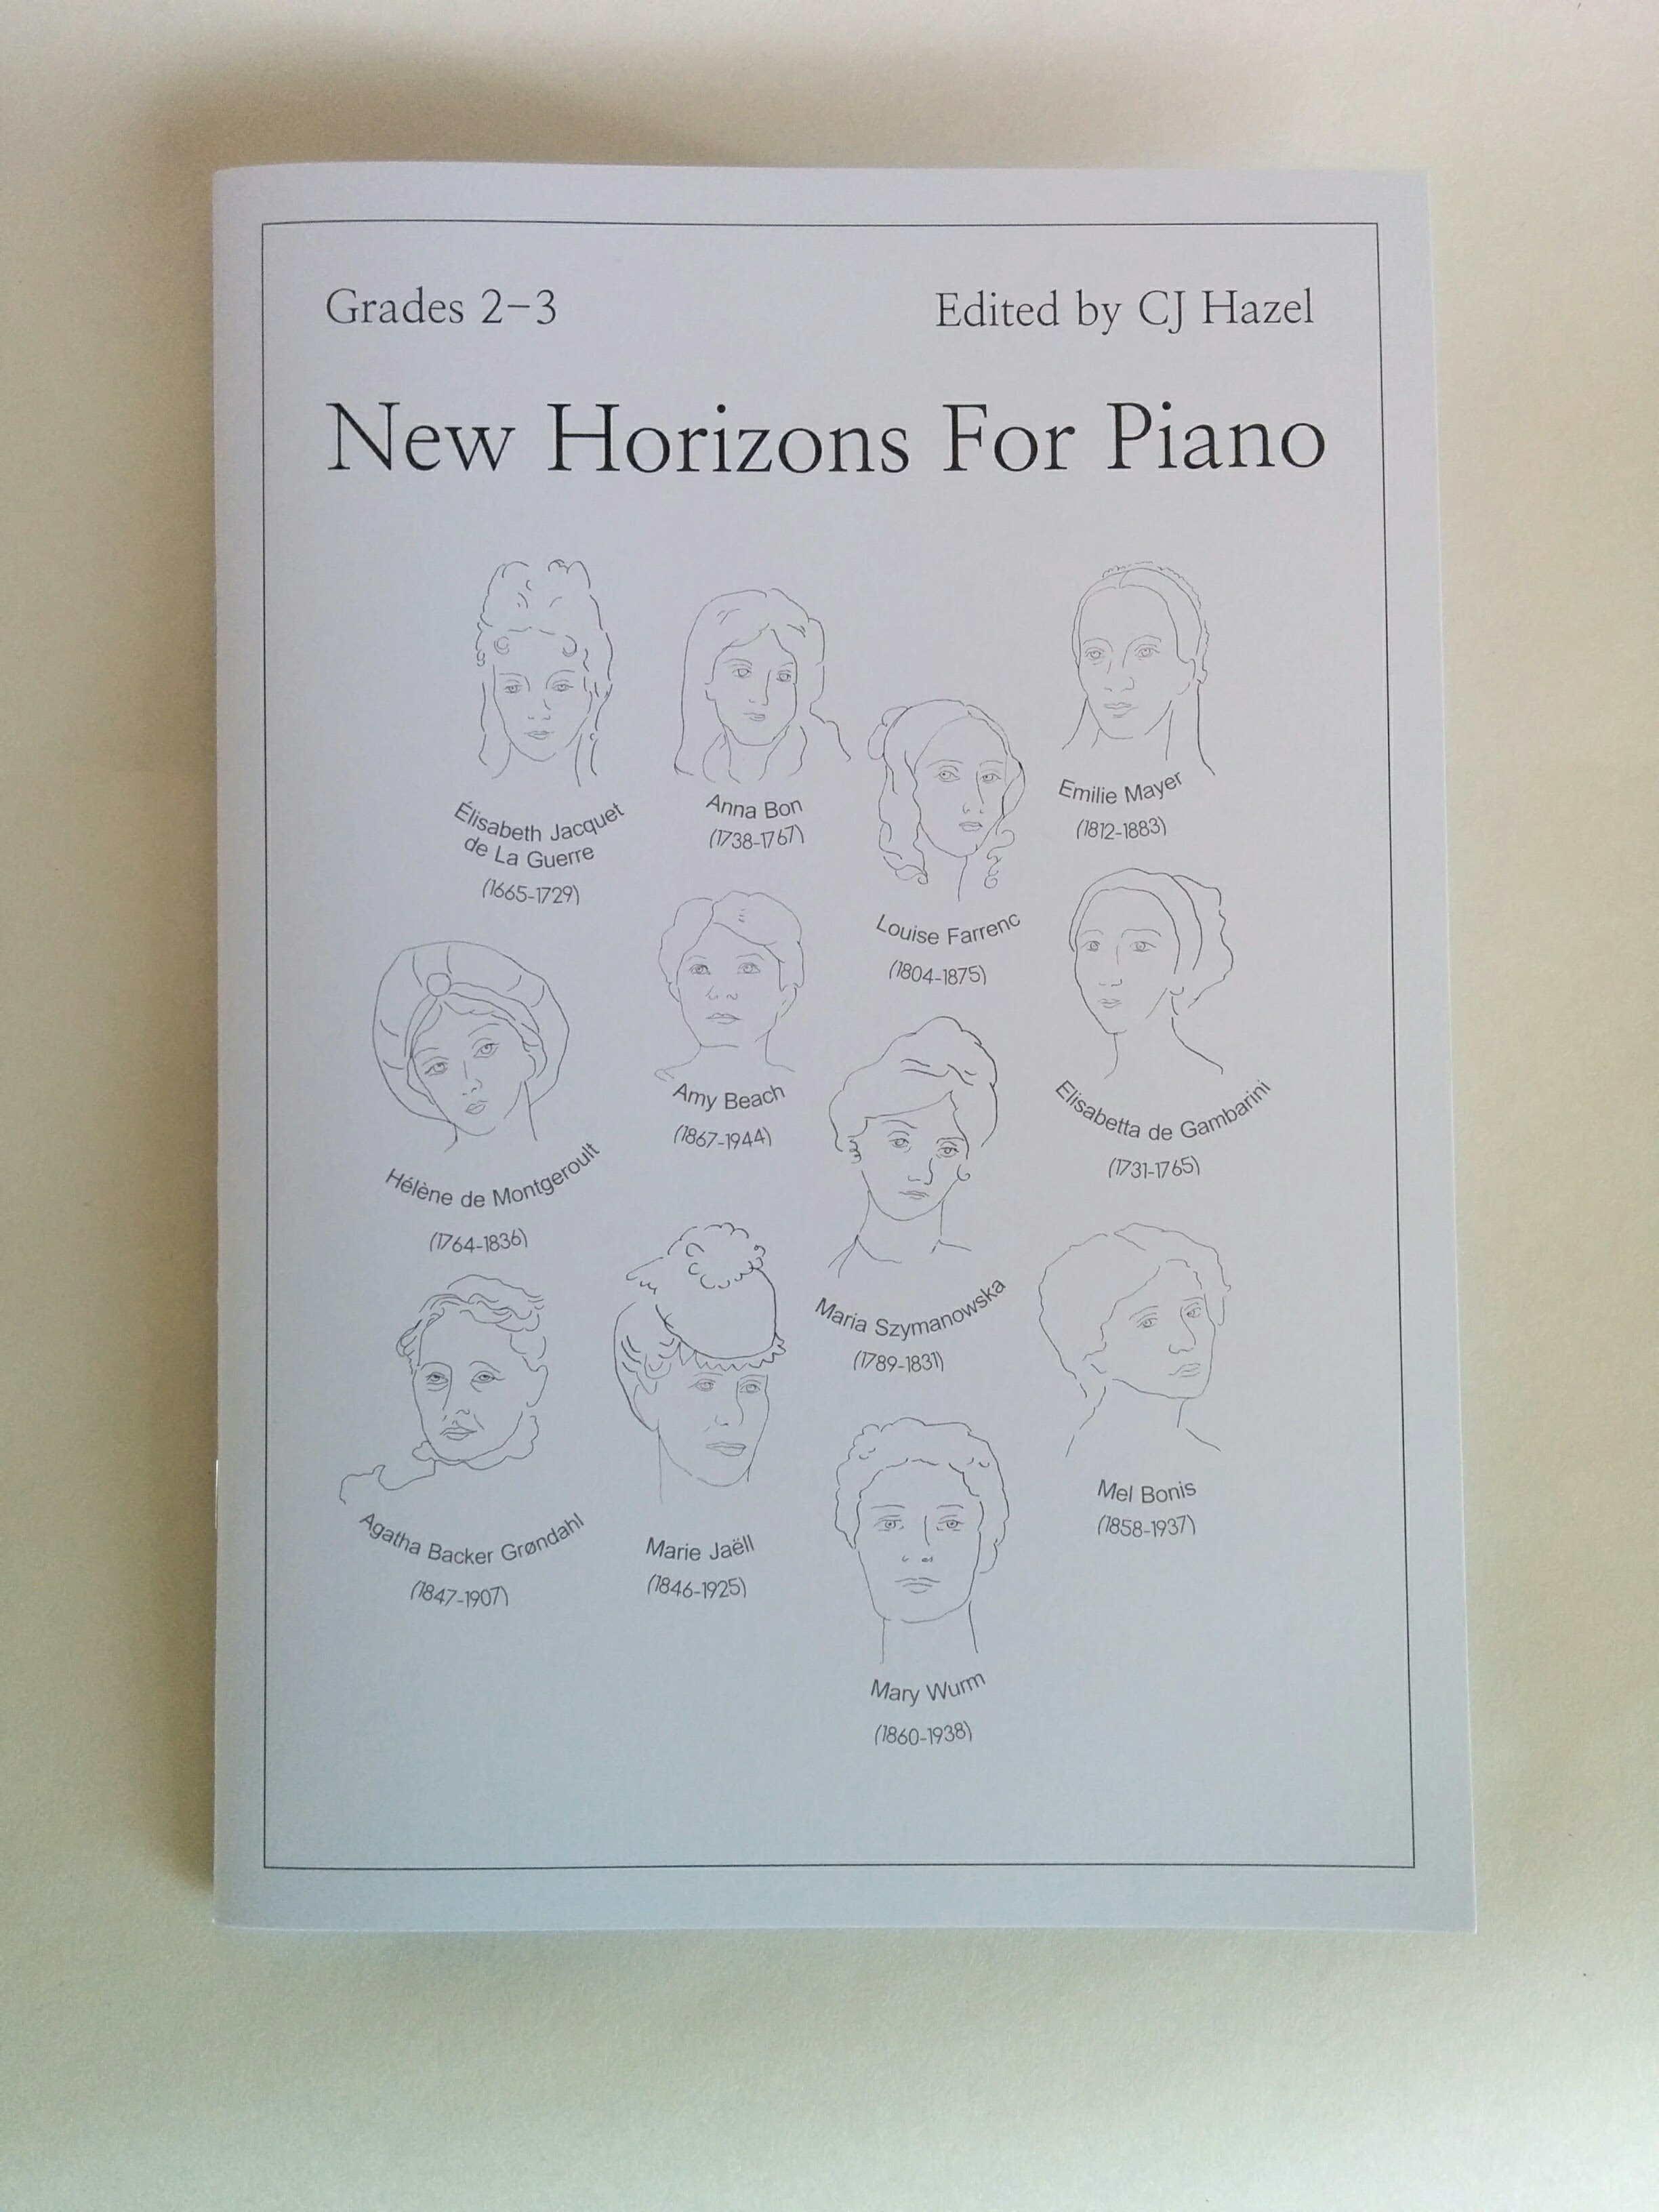 Grades 2–3
Edited by CJ Hazel
New Horizons For Piano
Élisabeth Jacquet
de La Guerre
(1665-1729)
Anna Bon
(1738-1767)
Louise Farrenc
(1804-1875)
Emilie Mayer
(1812-1883)
Hélène de Montgeroult
(1764-1836)
Amy Beach
(1867-1944)
Maria Szymanowska
(1789-1831)
Elisabetta de Gambarini
(1731-1765)
Agatha Backer Grøndahl
(1847-1907)
Marie Jaëll
(1846-1925)
Mary Wurm
(1860-1938)
Mel Bonis
(1858-1937)